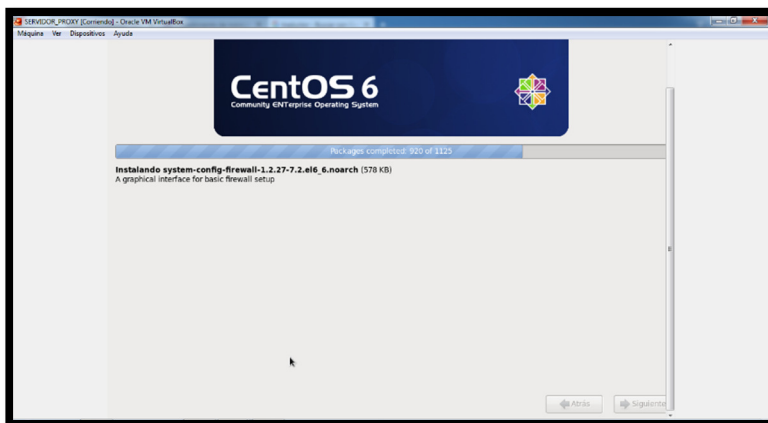 SERVIDOR_PROXY [Corriendo] - Oracle VM VirtualBox
Máquina Ver Dispositivos Ayuda
CentOS 6
Community ENTerprise Operating System
Packages completed: 920 of 1125
Instalando system-config-firewall-1.2.27-7.2.el6_6.noarch (578 KB)
A graphical interface for basic firewall setup
Atrás
Siguiente